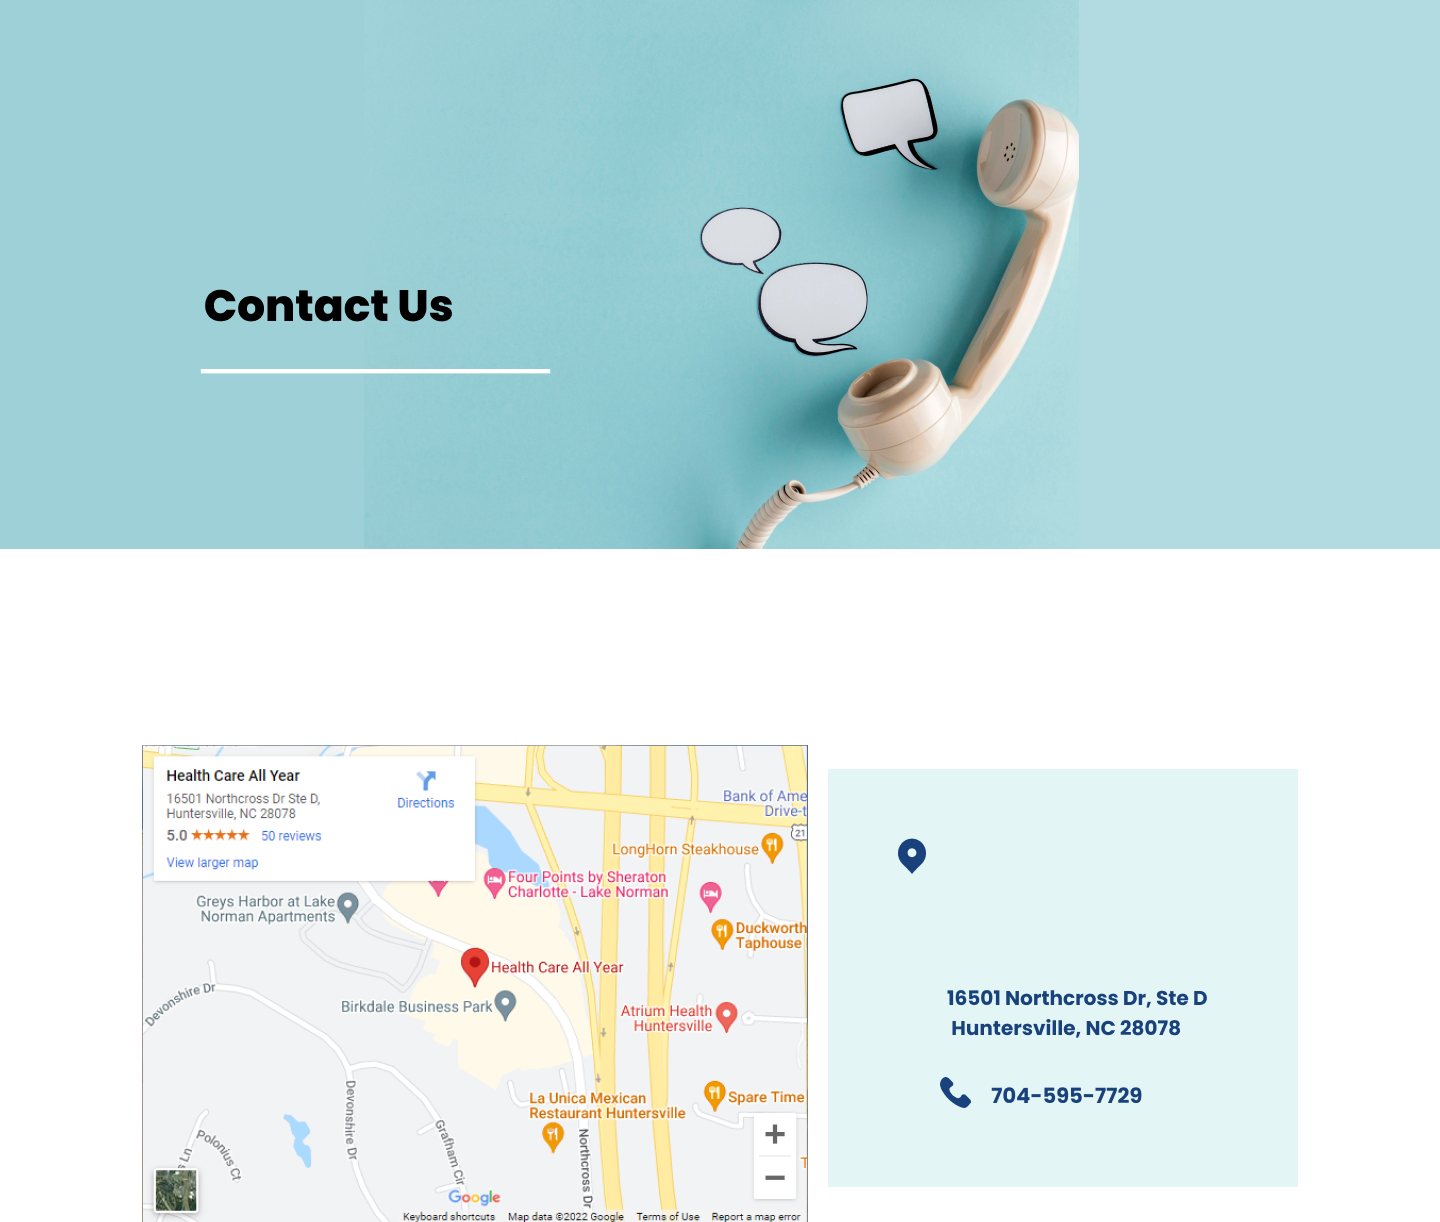 Contact Us
Health Care All Year
16501 Northcross Dr Ste D,
Huntersville, NC 28078
Directions
5.0
50 reviews
View larger map
Bank of Ame
Drive-t
21
LongHorn Steakhouse
Four Points by Sheraton
Charlotte - Lake Norman
Greys Harbor at Lake
Norman Apartments
Duckworth
Taphouse
Health Care All Year
Devonshire Dr
Birkdale Business Park
Atrium Health
Huntersville
La Unica Mexican
Restaurant Huntersville
Spare Time
Devonshire Dr
Grafham Cir
Northcross Dr
Polonius Ct
s Ln
T
Google
Keyboard shortcuts
Map data ©2022 Google
Terms of Use
Report a map error
16501 Northcross Dr, Ste D
Huntersville, NC 28078
704-595-7729